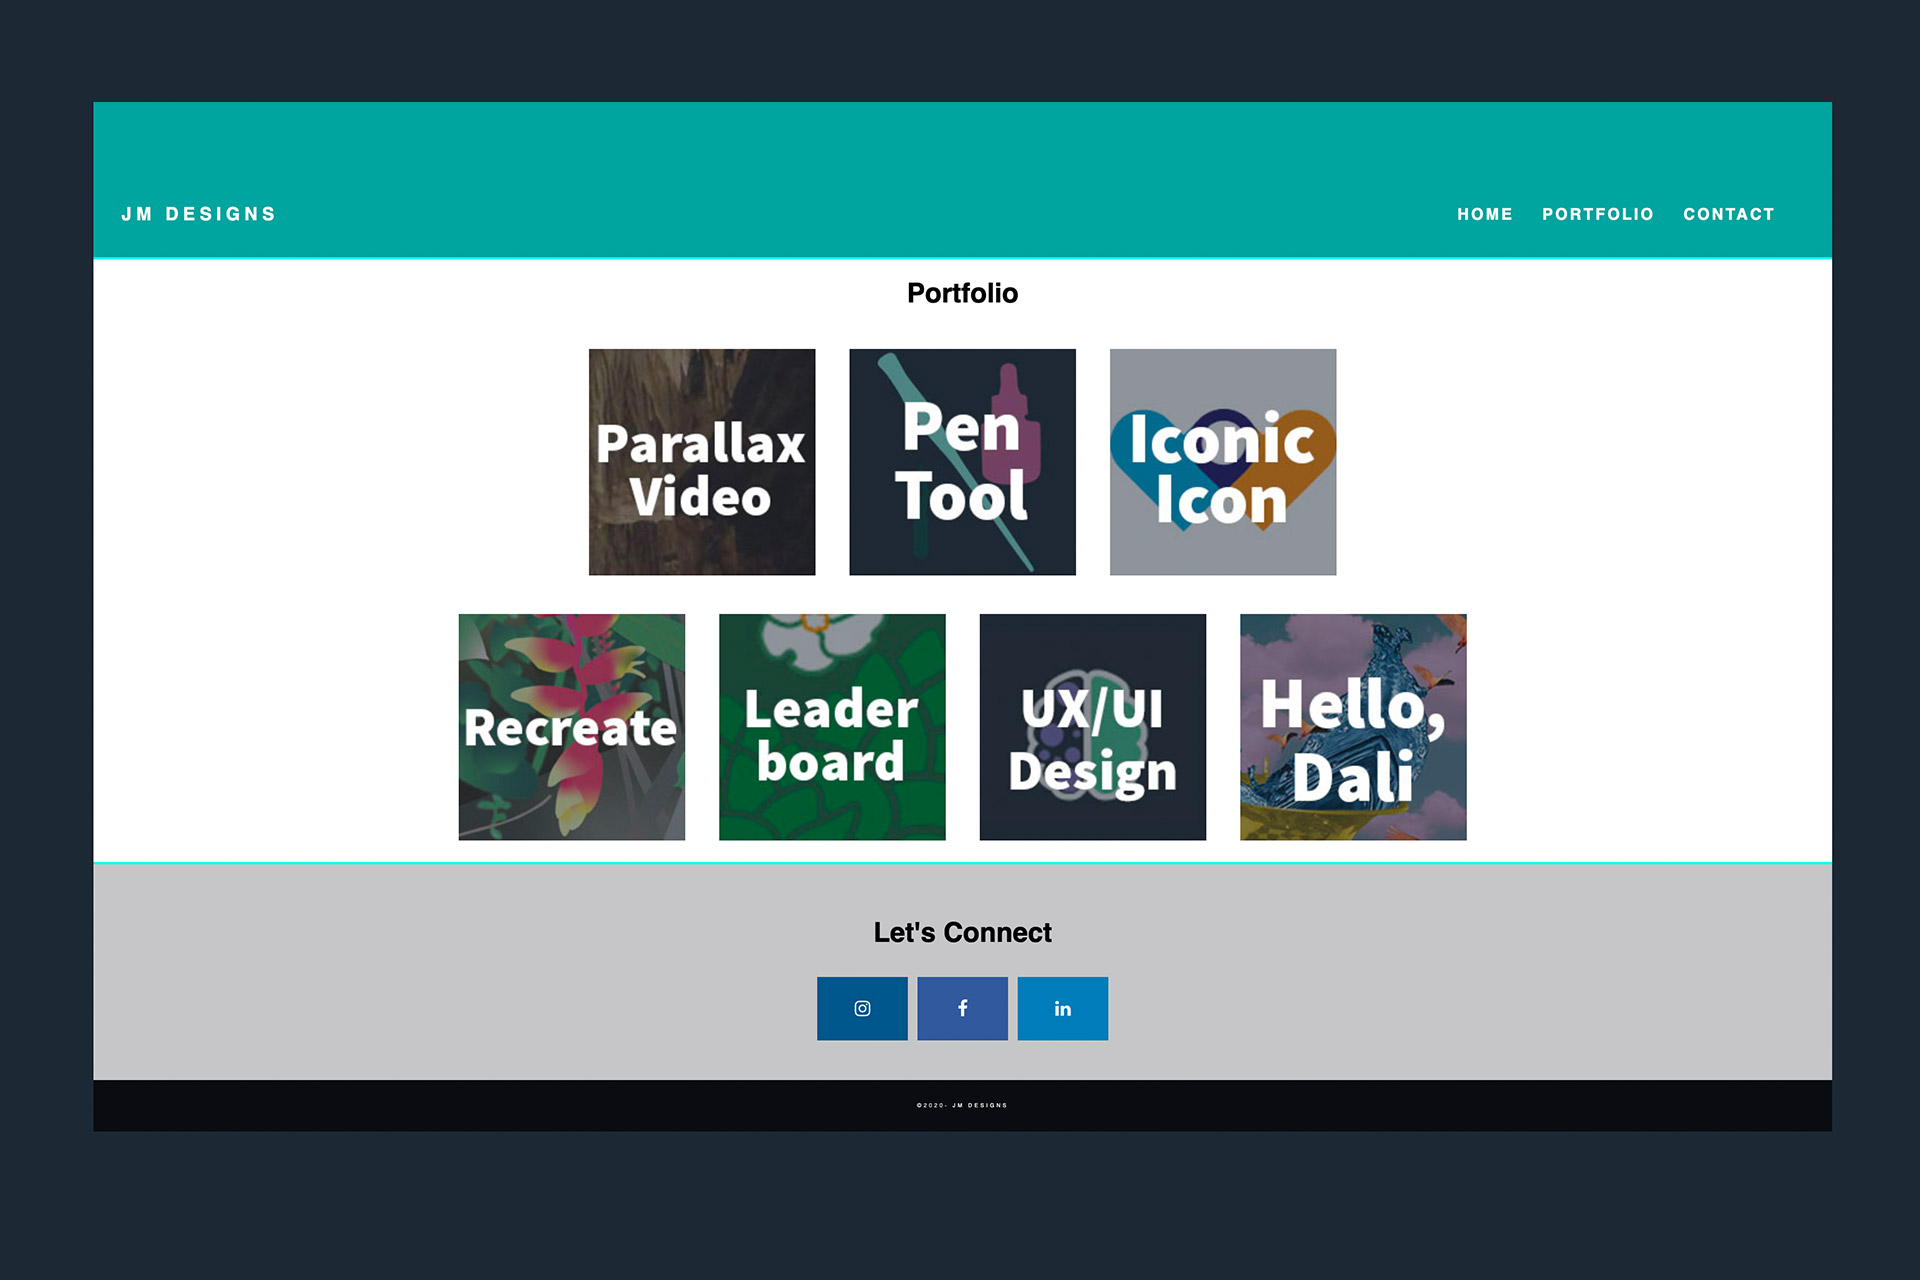 JM DESIGNS
HOME PORTFOLIO CONTACT
Portfolio
Parallax
Video
Pen
Tool
Iconic
Icon
Recreate
Leader
board
UX/UI
Design
Hello,
Dali
Let's Connect
f
in
©2020- JM DESIGNS